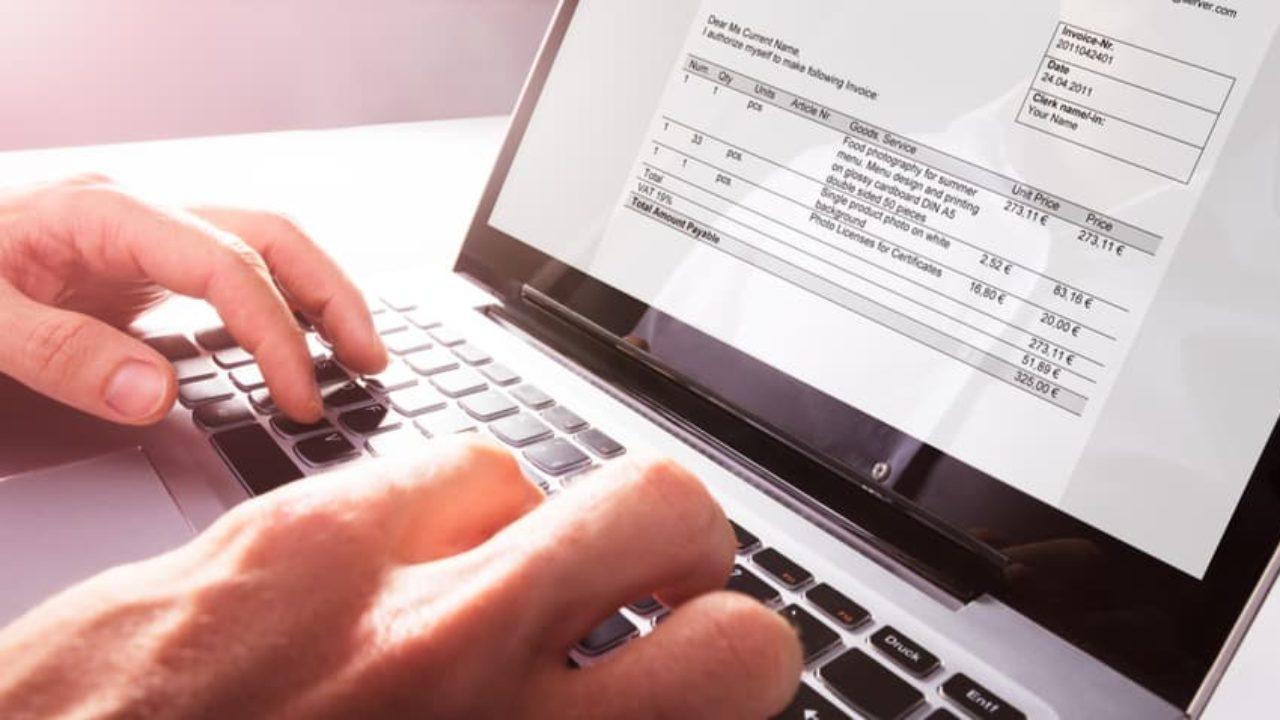 @server.com
Invoice-Nr.
2011042401
Date
24.04.2011
Clerk name/-in:
Your Name
Dear Ms Current Name,
I authorize myself to make following Invoice:
Num Qty Units Article Nr Goods, Service Unit Price Price
1 1 pcs Food photography for summer 273,11 € 273,11 €
menu. Menu design and printing
on glossy cardboard DIN A5
double sided 50 pieces.
1 33 pcs Single product photo on white 2,52 € 83,16 €
background
1 1 pcs Photo Licenses for Certificates 16,80 € 20,00 €
Total 273,11 €
VAT 19% 51,89 €
Total Amount Payable 325,00 €
F
V
Druck
Entf